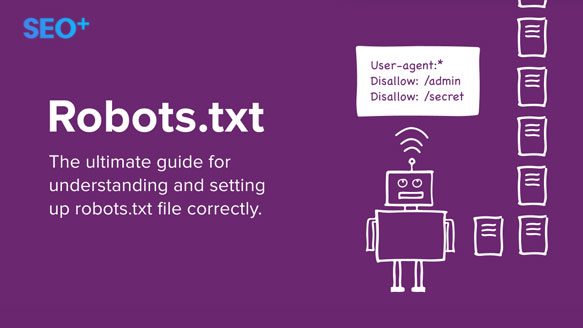 SEO+
Robots.txt
The ultimate guide for
understanding and setting
up robots.txt file correctly.
User-agent:*
Disallow: /admin
Disallow: /secret